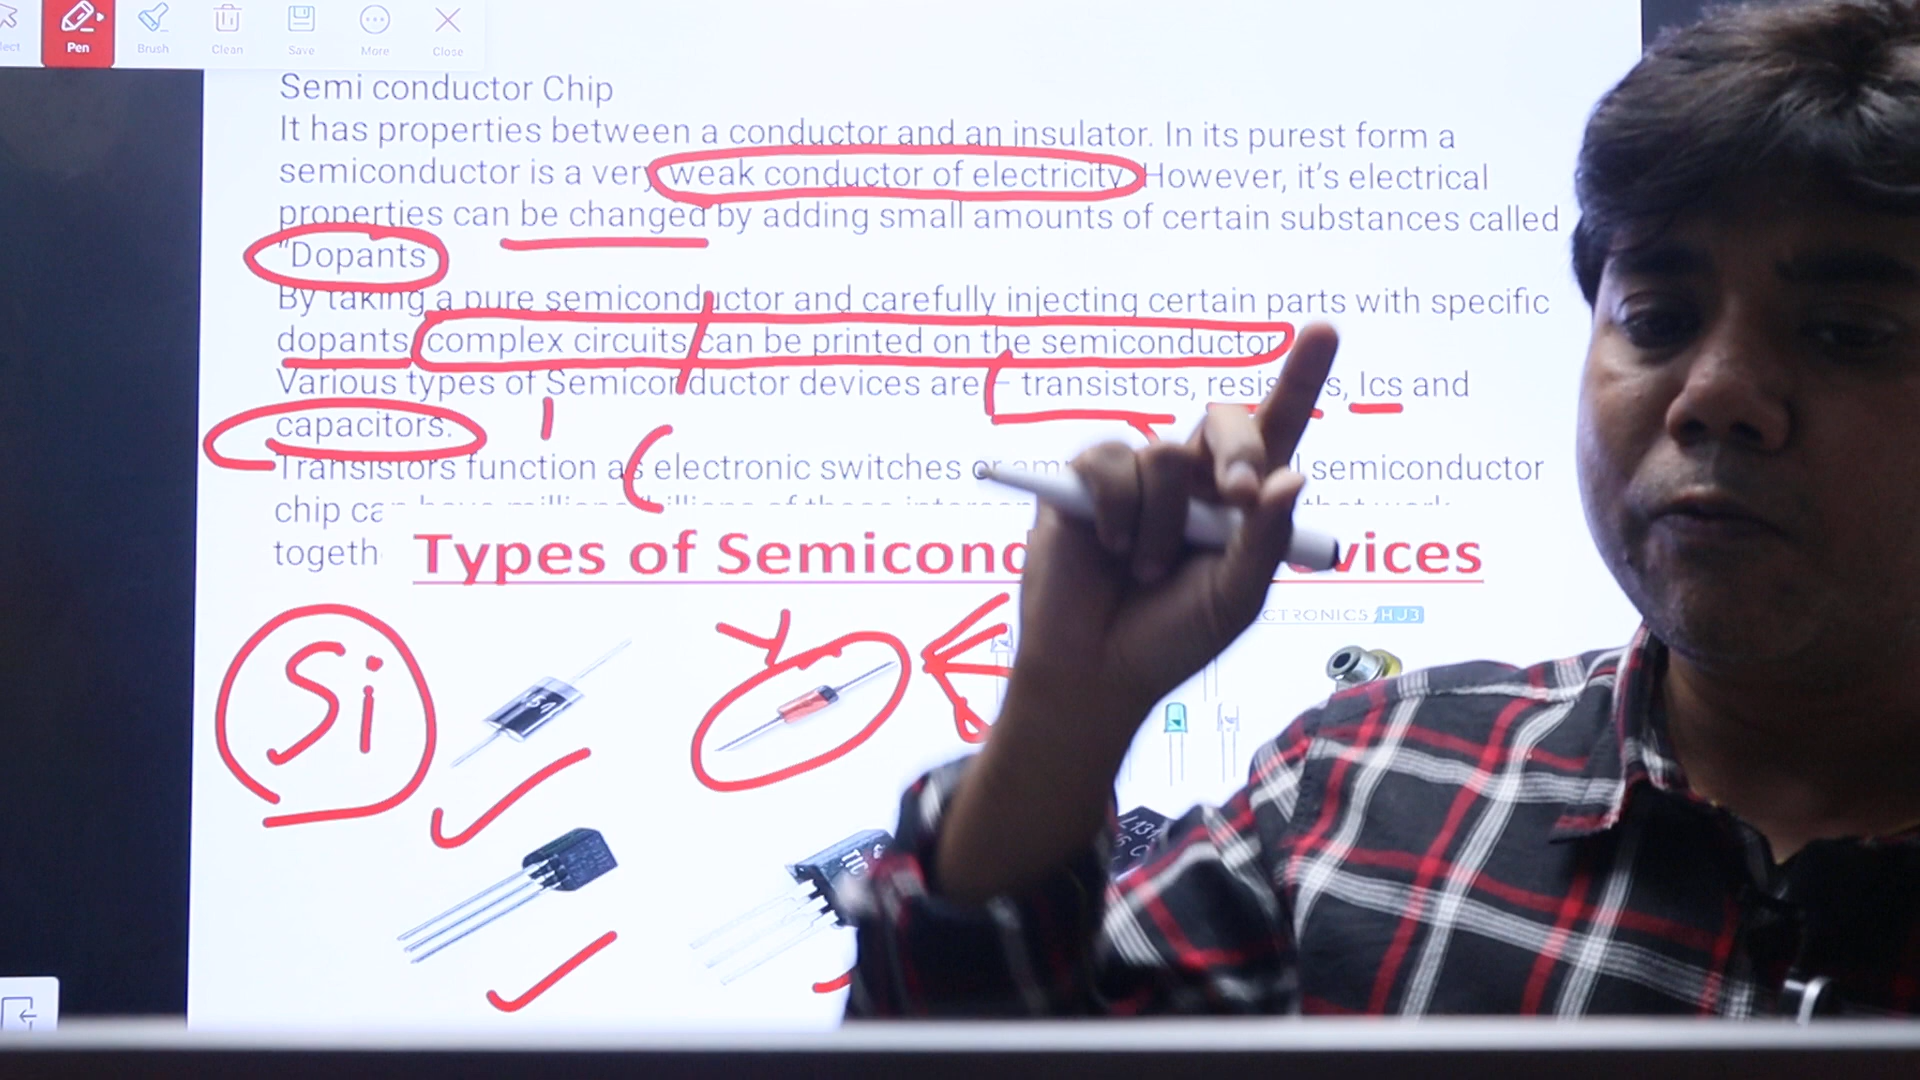 Pen
Brush
Clean
Save
More
Close
Semi conductor Chip
It has properties between a conductor and an insulator. In its purest form a
semiconductor is a very weak conductor of electricity. However, it's electrical
properties can be changed by adding small amounts of certain substances called
"Dopants
By taking a pure semiconductor and carefully injecting certain parts with specific
dopants, complex circuits can be printed on the semiconductor
Various types of Semiconductor devices are - transistors, Ics and
capacitors.
Transistors function as electronic switches or semiconductor
chip
Types of
Si
HJ3
TIC